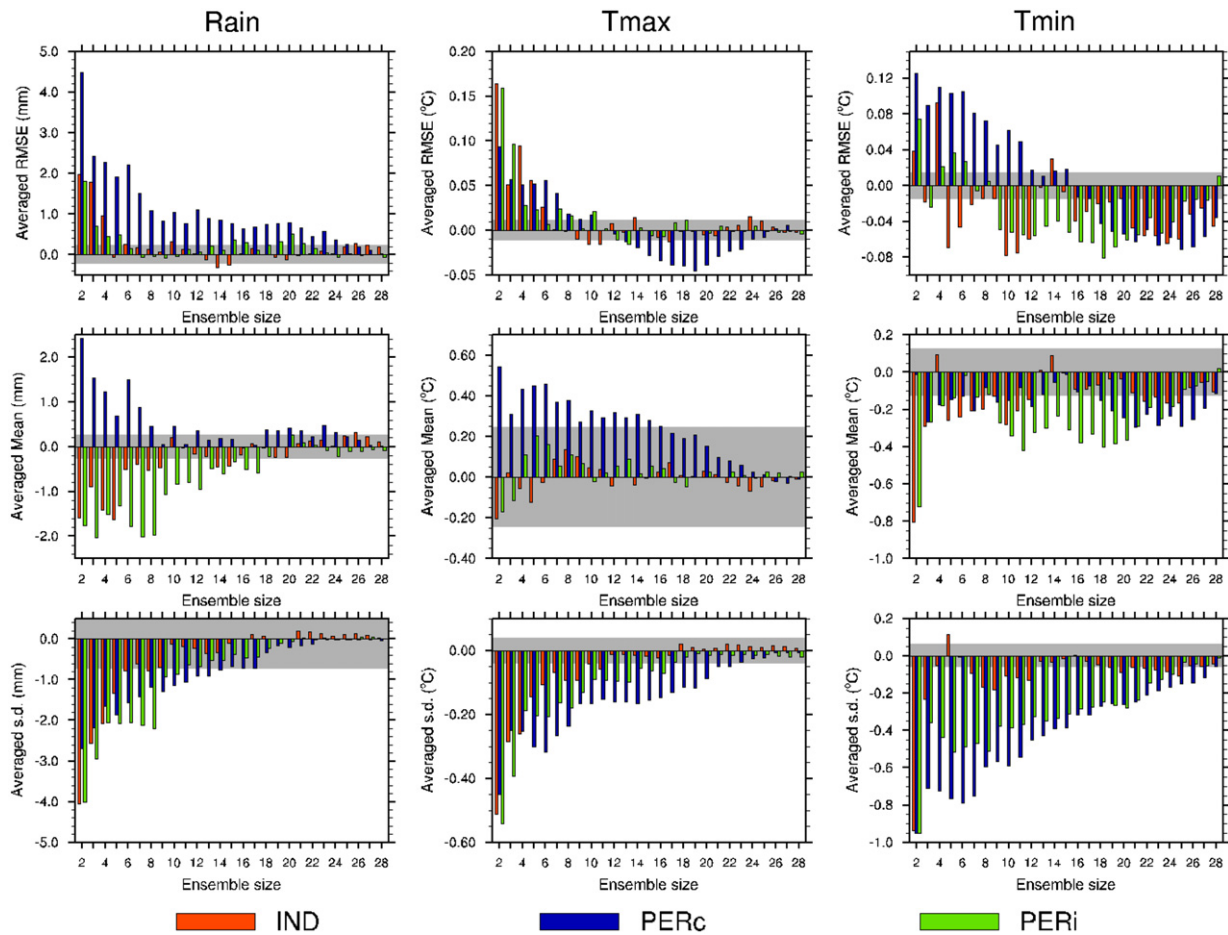 Rain
Tmax
Tmin
Averaged RMSE (mm)
5.0
4.0
3.0
2.0
1.0
0.0
2 4 6 8 10 12 14 16 18 20 22 24 26 28
Ensemble size
Averaged RMSE (°C)
0.20
0.15
0.10
0.05
0.00
-0.05
2 4 6 8 10 12 14 16 18 20 22 24 26 28
Ensemble size
Averaged RMSE (°C)
0.12
0.08
0.04
0.00
-0.04
-0.08
2 4 6 8 10 12 14 16 18 20 22 24 26 28
Ensemble size
Averaged Mean (mm)
2.0
1.0
0.0
-1.0
-2.0
2 4 6 8 10 12 14 16 18 20 22 24 26 28
Ensemble size
Averaged Mean (°C)
0.60
0.40
0.20
0.00
-0.20
-0.40
2 4 6 8 10 12 14 16 18 20 22 24 26 28
Ensemble size
Averaged Mean (°C)
0.2
0.0
-0.2
-0.4
-0.6
-0.8
-1.0
2 4 6 8 10 12 14 16 18 20 22 24 26 28
Ensemble size
Averaged s.d. (mm)
0.0
-1.0
-2.0
-3.0
-4.0
-5.0
2 4 6 8 10 12 14 16 18 20 22 24 26 28
Ensemble size
Averaged s.d. (°C)
0.00
-0.20
-0.40
-0.60
2 4 6 8 10 12 14 16 18 20 22 24 26 28
Ensemble size
Averaged s.d. (°C)
0.2
0.0
-0.2
-0.4
-0.6
-0.8
-1.0
2 4 6 8 10 12 14 16 18 20 22 24 26 28
Ensemble size
IND
PERc
PERi